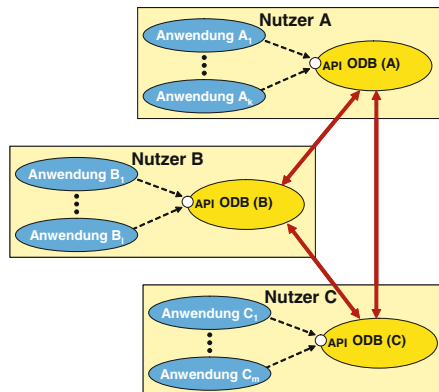 Nutzer A
Anwendung A1
API ODB (A)
Anwendung Ak
Nutzer B
Anwendung B1
API ODB (B)
Anwendung Bl
Nutzer C
Anwendung C1
API ODB (C)
Anwendung Cm